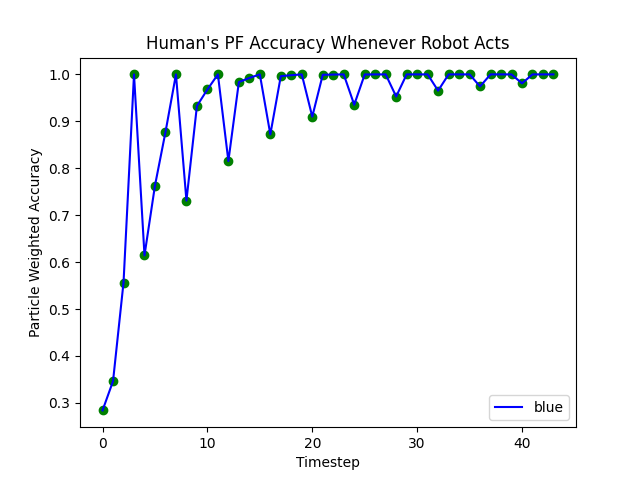 Human's PF Accuracy Whenever Robot Acts
1.0
0.9
0.8
0.7
0.6
0.5
0.4
0.3
Particle Weighted Accuracy
0 10 20 30 40
Timestep
blue